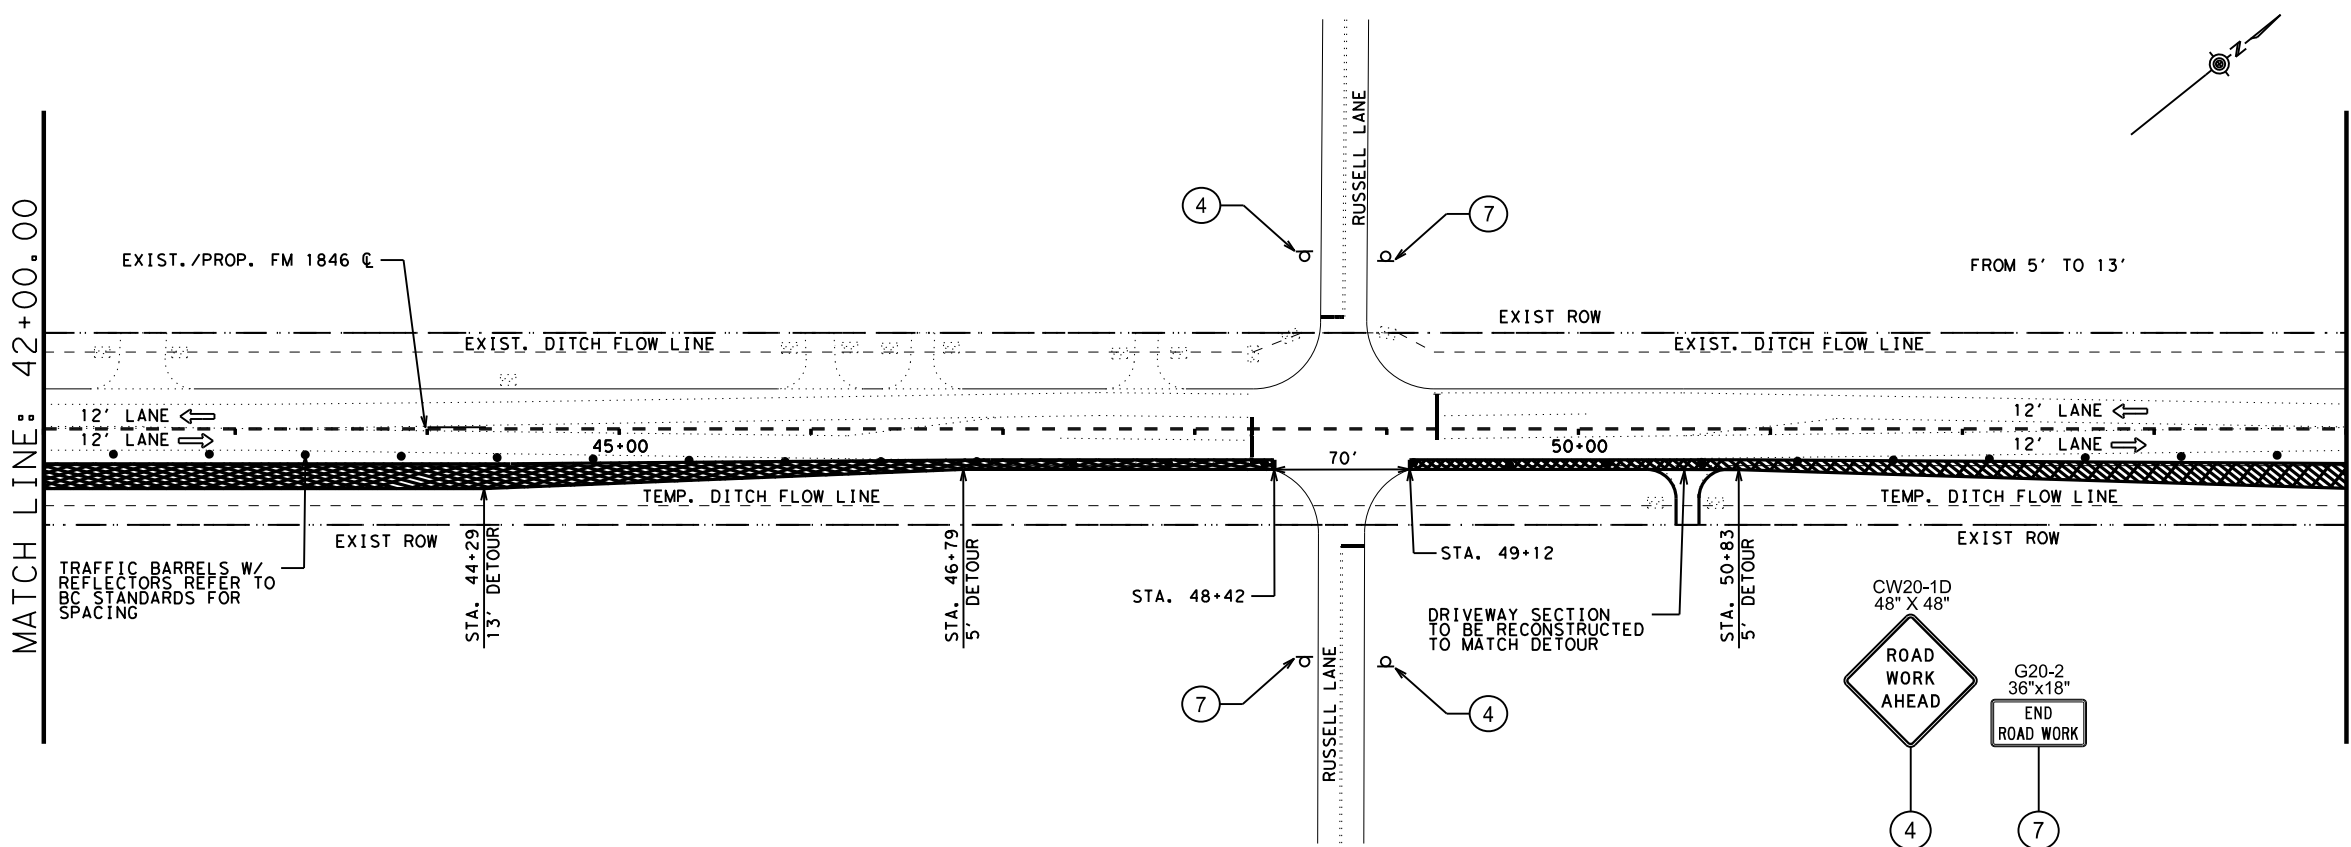 MATCH LINE: 42+00.00
N
RUSSELL LANE
4
7
EXIST./PROP. FM 1846 ℄
FROM 5' TO 13'
EXIST ROW
EXIST. DITCH FLOW LINE
EXIST. DITCH FLOW LINE
12' LANE
12' LANE
12' LANE
12' LANE
45+00
50+00
70'
TEMP. DITCH FLOW LINE
TEMP. DITCH FLOW LINE
EXIST ROW
EXIST ROW
TRAFFIC BARRELS W/
REFLECTORS REFER TO
BC STANDARDS FOR
SPACING
STA. 44+29
13' DETOUR
STA. 46+79
5' DETOUR
STA. 48+42
STA. 49+12
DRIVEWAY SECTION
TO BE RECONSTRUCTED
TO MATCH DETOUR
STA. 50+83
5' DETOUR
7
RUSSELL LANE
4
CW20-1D
48" X 48"
ROAD
WORK
AHEAD
4
G20-2
36"x18"
END
ROAD WORK
7